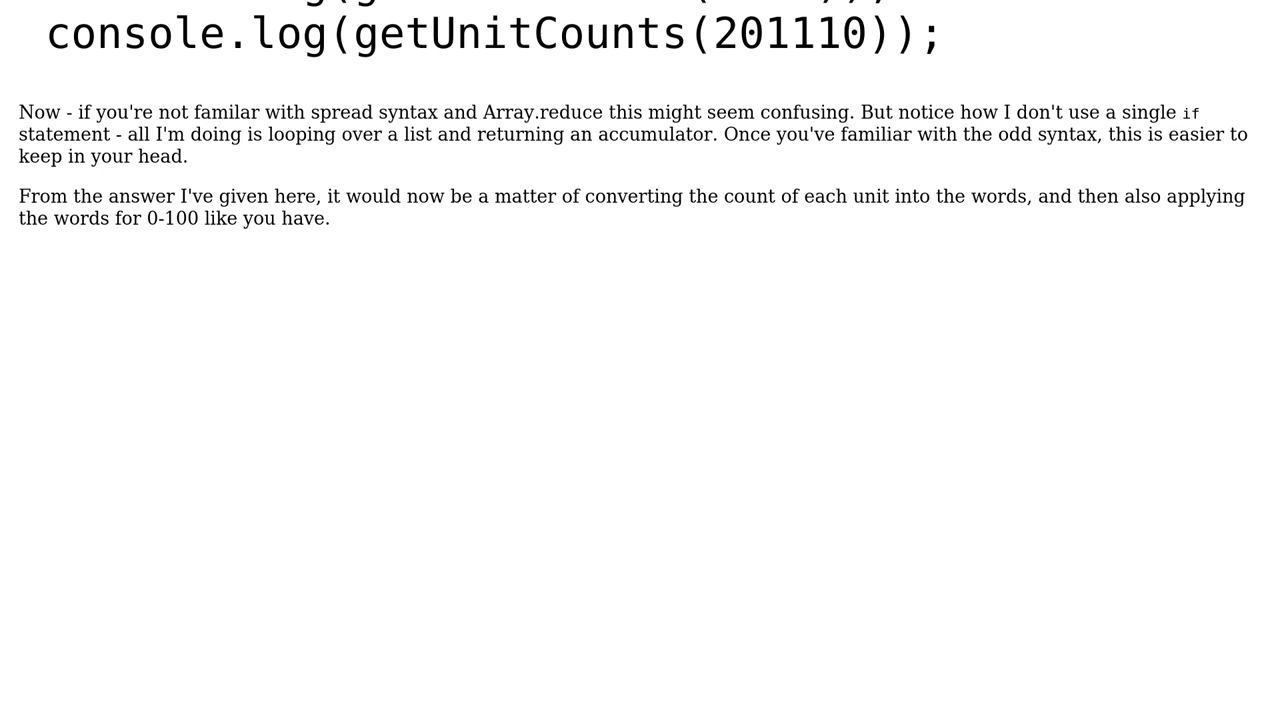 console.log(getUnitCounts(201110));
Now - if you're not familar with spread syntax and Array.reduce this might seem confusing. But notice how I don't use a single if
statement - all I'm doing is looping over a list and returning an accumulator. Once you've familiar with the odd syntax, this is easier to
keep in your head.
From the answer I've given here, it would now be a matter of converting the count of each unit into the words, and then also applying
the words for 0-100 like you have.